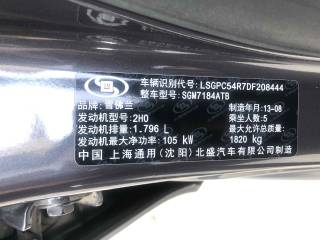 车辆识别代号: LSGPC54R7DF208444
整车型号: SGM7184ATB
品牌: 雪佛兰 制造年月:13-08
发动机型号: 2H0 乘坐人数:5
发动机排量: 1.796 L 最大允许总质量:
发动机最大净功率: 105 kW 1820 kg
中国 上海通用(沈阳)北盛汽车有限公司制造